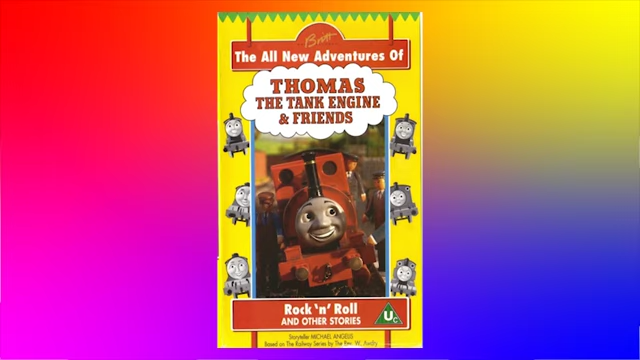 Britt
The All New Adventures Of
THOMAS
THE TANK ENGINE
& FRIENDS
Rock 'n' Roll
AND OTHER STORIES
Uc
Storyteller MICHAEL ANGELIS
Based on The Railway Series by The Rev. W. Awdry